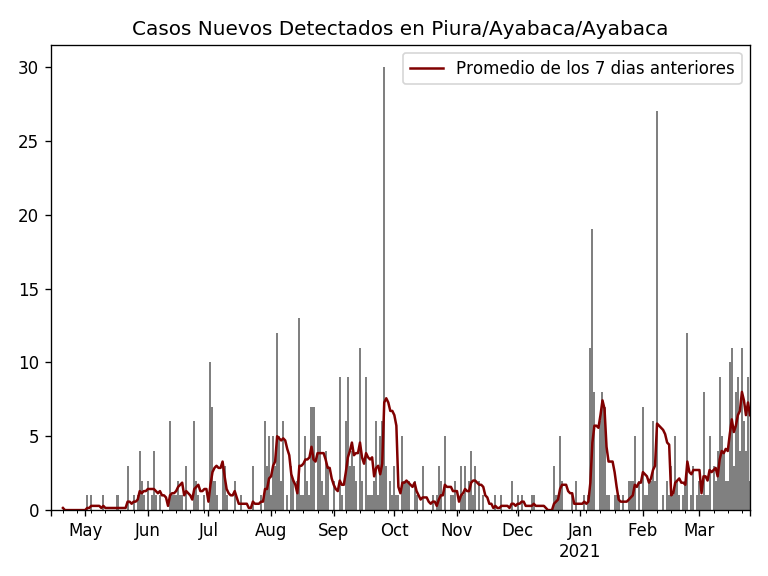 Casos Nuevos Detectados en Piura/Ayabaca/Ayabaca
Promedio de los 7 dias anteriores
30
25
20
15
10
5
0
May Jun Jul Aug Sep Oct Nov Dec Jan Feb Mar
2021